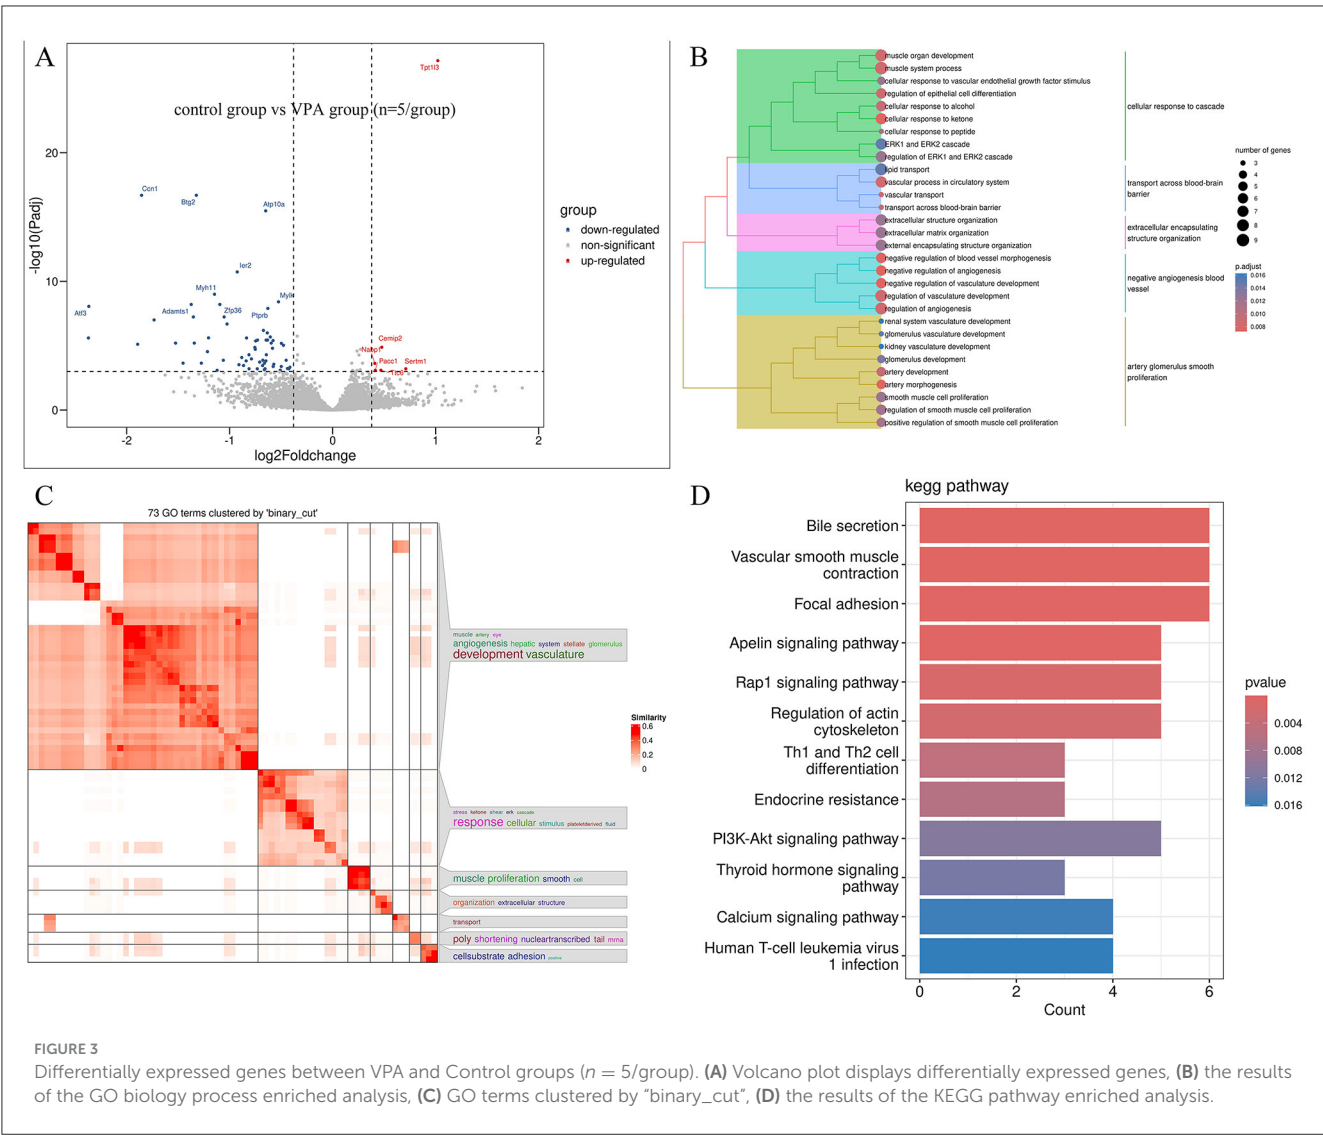 A
control group vs VPA group (n=5/group)
Tpt1l3
Ccn1
Btg2
Atp10a
Ier2
Myh11
Myl9
Adamts1
Zfp36
Ptprb
Atf3
Cemip2
Nabp1
Pacc1
Sertm1
20
10
0
-log10(Padj)
-2
-1
0
1
2
log2Foldchange
group
down-regulated
non-significant
up-regulated
B
muscle organ development
muscle system process
cellular response to vascular endothelial growth factor stimulus
regulation of epithelial cell differentiation
cellular response to alcohol
cellular response to ketone
cellular response to peptide
ERK1 and ERK2 cascade
regulation of ERK1 and ERK2 cascade
lipid transport
vascular process in circulatory system
vascular transport
transport across blood-brain barrier
extracellular structure organization
extracellular matrix organization
external encapsulating structure organization
negative regulation of blood vessel morphogenesis
negative regulation of angiogenesis
negative regulation of vasculature development
regulation of vasculature development
regulation of angiogenesis
renal system vasculature development
glomerulus vasculature development
kidney vasculature development
glomerulus development
artery development
artery morphogenesis
smooth muscle cell proliferation
regulation of smooth muscle cell proliferation
positive regulation of smooth muscle cell proliferation
cellular response to cascade
transport across blood-brain
barrier
extracellular encapsulating
structure organization
negative angiogenesis blood
vessel
artery glomerulus smooth
proliferation
number of genes
3
4
5
6
7
8
9
p.adjust
0.016
0.014
0.012
0.010
0.008
C
73 GO terms clustered by 'binary_cut'
muscle artery eye
angiogenesis hepatic system stellate glomerulus
development vasculature
stress ketone shear erk cascade
response cellular stimulus plateletderived fluid
muscle proliferation smooth cell
organization extracellular structure
transport
poly shortening nucleartranscribed tail mrna
cellsubstrate adhesion positive
Similarity
0.6
0.4
0.2
0
D
kegg pathway
Bile secretion
Vascular smooth muscle
contraction
Focal adhesion
Apelin signaling pathway
Rap1 signaling pathway
Regulation of actin
cytoskeleton
Th1 and Th2 cell
differentiation
Endocrine resistance
PI3K-Akt signaling pathway
Thyroid hormone signaling
pathway
Calcium signaling pathway
Human T-cell leukemia virus
1 infection
0
2
4
6
Count
pvalue
0.004
0.008
0.012
0.016
FIGURE 3
Differentially expressed genes between VPA and Control groups (n = 5/group). (A) Volcano plot displays differentially expressed genes, (B) the results
of the GO biology process enriched analysis, (C) GO terms clustered by “binary_cut”, (D) the results of the KEGG pathway enriched analysis.